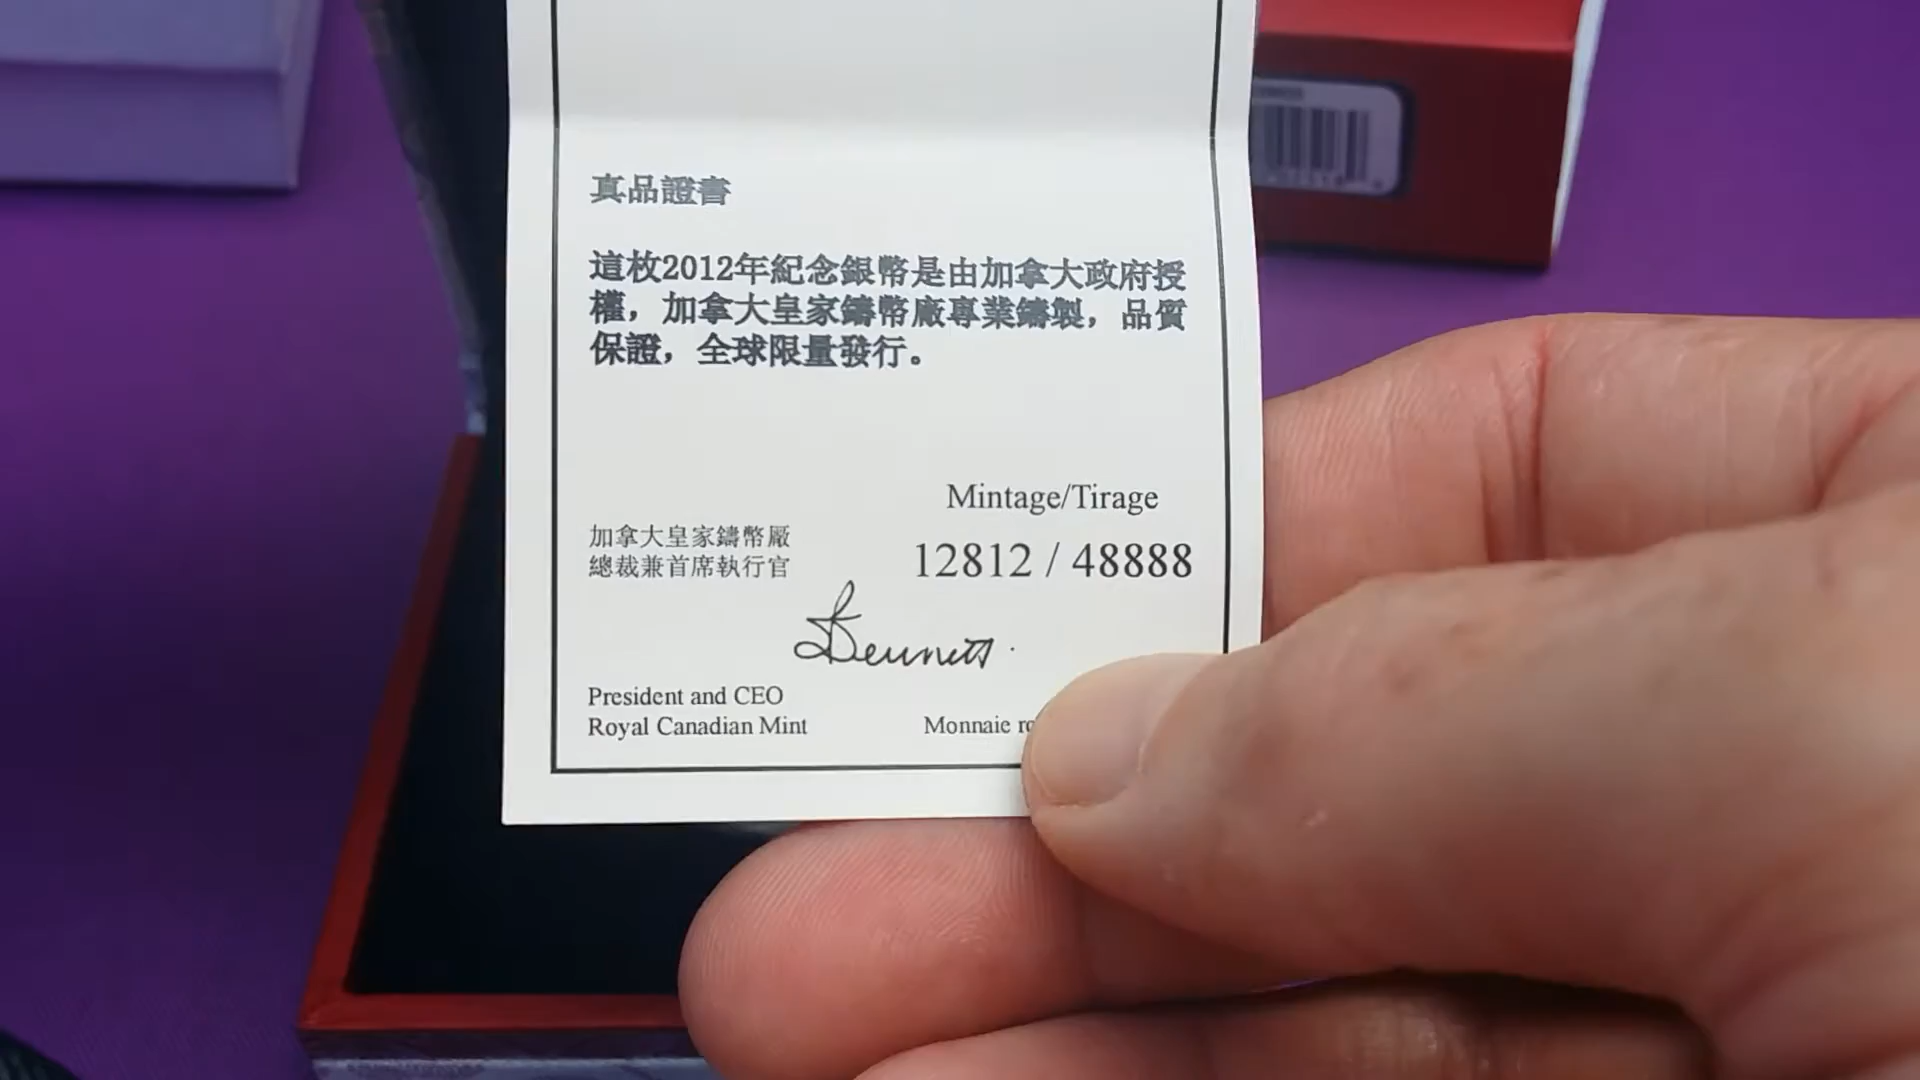 真品證書
這枚2012年紀念銀幣是由加拿大政府授
權，加拿大皇家鑄幣廠專業鑄製，品質
保證，全球限量發行。
Mintage/Tirage
加拿大皇家鑄幣厰
總裁兼首席執行官
12812 / 48888
Bennett
President and CEO
Royal Canadian Mint
Monnaie